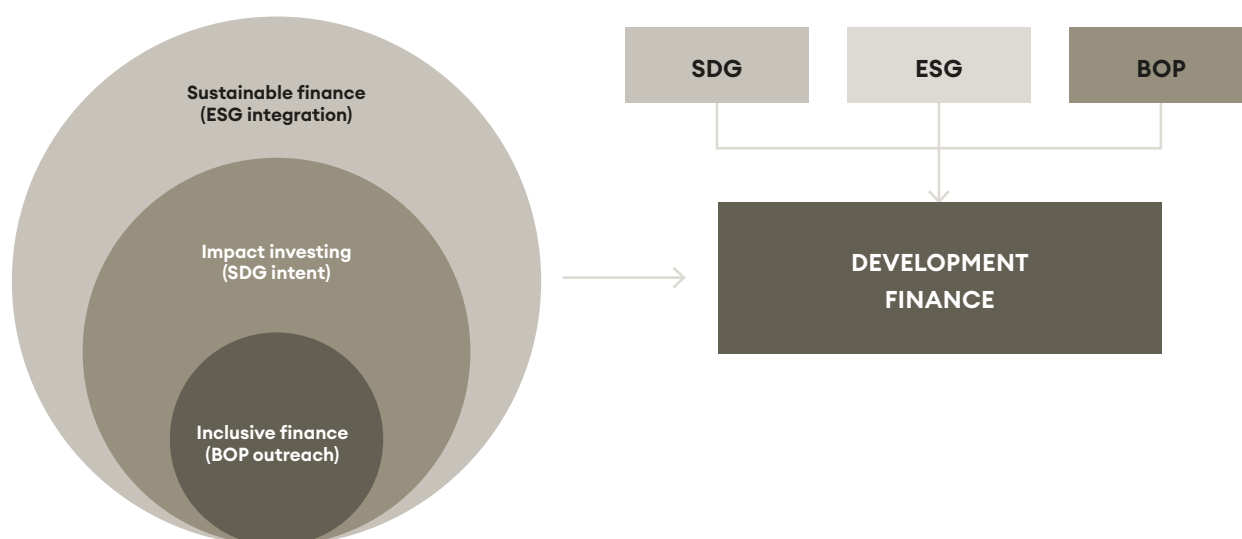 Sustainable finance
(ESG integration)
Impact investing
(SDG intent)
Inclusive finance
(BOP outreach)
SDG
ESG
BOP
DEVELOPMENT
FINANCE